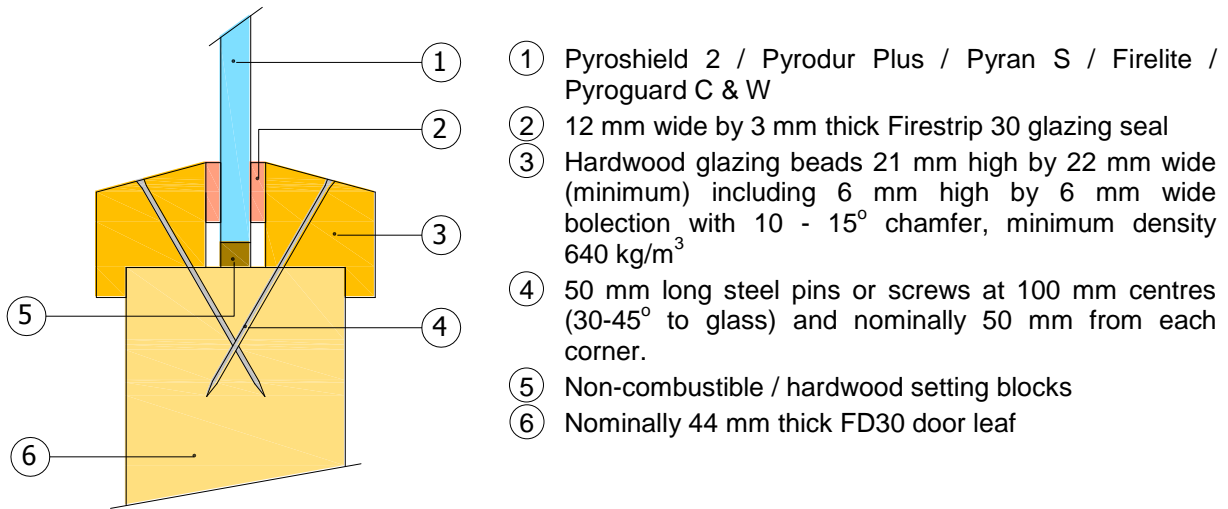 1 Pyroshield 2 / Pyrodur Plus / Pyran S / Firelite /
Pyroguard C & W
2 12 mm wide by 3 mm thick Firestrip 30 glazing seal
3 Hardwood glazing beads 21 mm high by 22 mm wide
(minimum) including 6 mm high by 6 mm wide
bolection with 10 - 15° chamfer, minimum density
640 kg/m³
4 50 mm long steel pins or screws at 100 mm centres
(30-45° to glass) and nominally 50 mm from each
corner.
5 Non-combustible / hardwood setting blocks
6 Nominally 44 mm thick FD30 door leaf
1
2
3
4
5
6